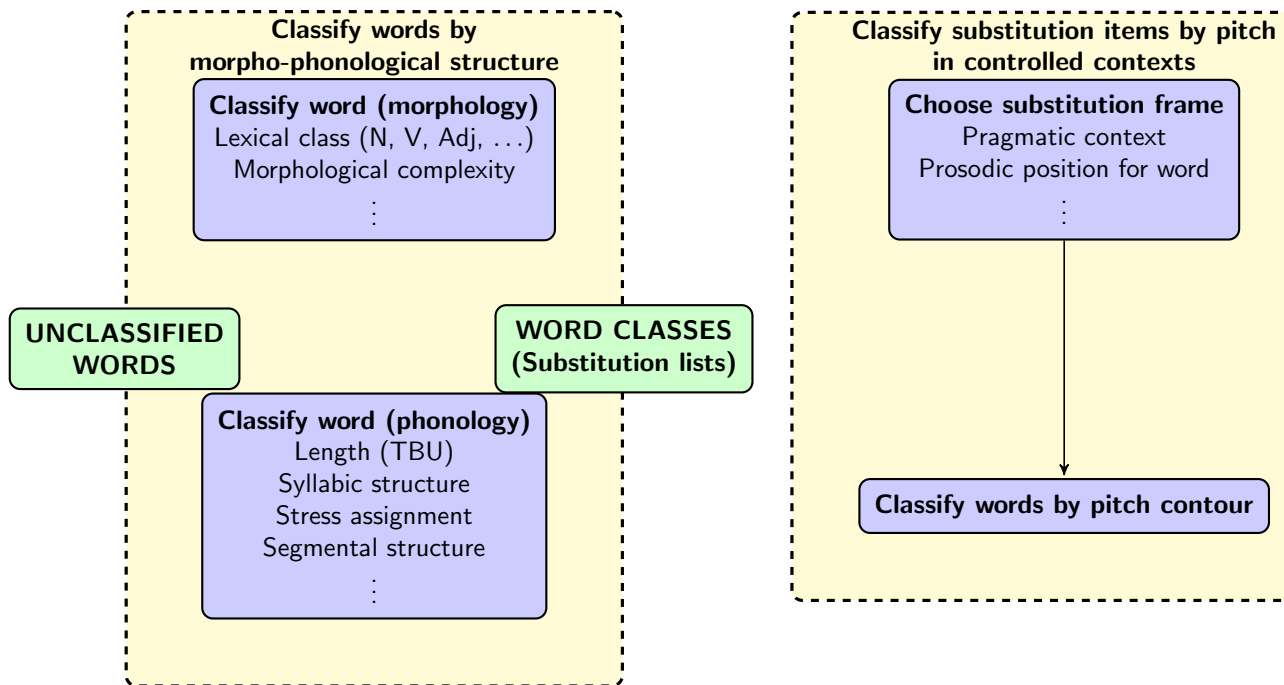 Classify words by
morpho-phonological structure
Classify word (morphology)
Lexical class (N, V, Adj, . . .)
Morphological complexity
⋮
UNCLASSIFIED
WORDS
WORD CLASSES
(Substitution lists)
Classify word (phonology)
Length (TBU)
Syllabic structure
Stress assignment
Segmental structure
⋮
Classify substitution items by pitch
in controlled contexts
Choose substitution frame
Pragmatic context
Prosodic position for word
⋮
Classify words by pitch contour